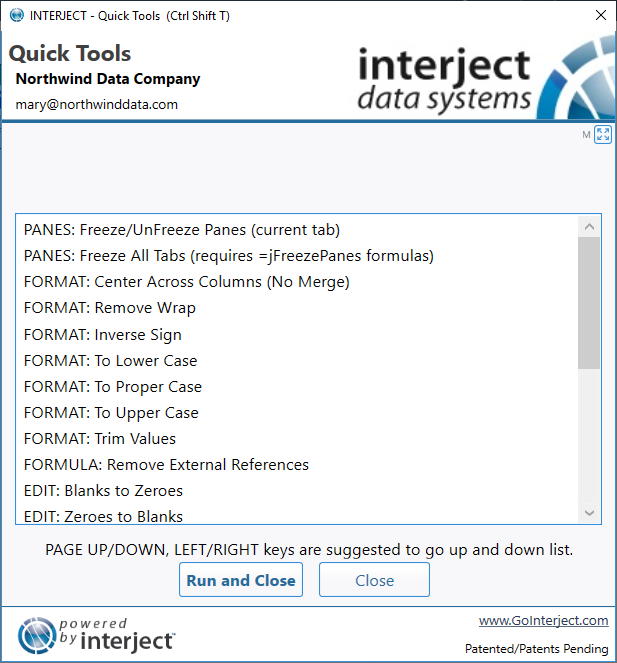 INTERJECT - Quick Tools (Ctrl Shift T)
Quick Tools
Northwind Data Company
mary@northwinddata.com
interject
data systems
M
PANES: Freeze/UnFreeze Panes (current tab)
PANES: Freeze All Tabs (requires =jFreezePanes formulas)
FORMAT: Center Across Columns (No Merge)
FORMAT: Remove Wrap
FORMAT: Inverse Sign
FORMAT: To Lower Case
FORMAT: To Proper Case
FORMAT: To Upper Case
FORMAT: Trim Values
FORMULA: Remove External References
EDIT: Blanks to Zeroes
EDIT: Zeroes to Blanks
PAGE UP/DOWN, LEFT/RIGHT keys are suggested to go up and down list.
Run and Close
Close
powered
by interject™
www.GoInterject.com
Patented/Patents Pending